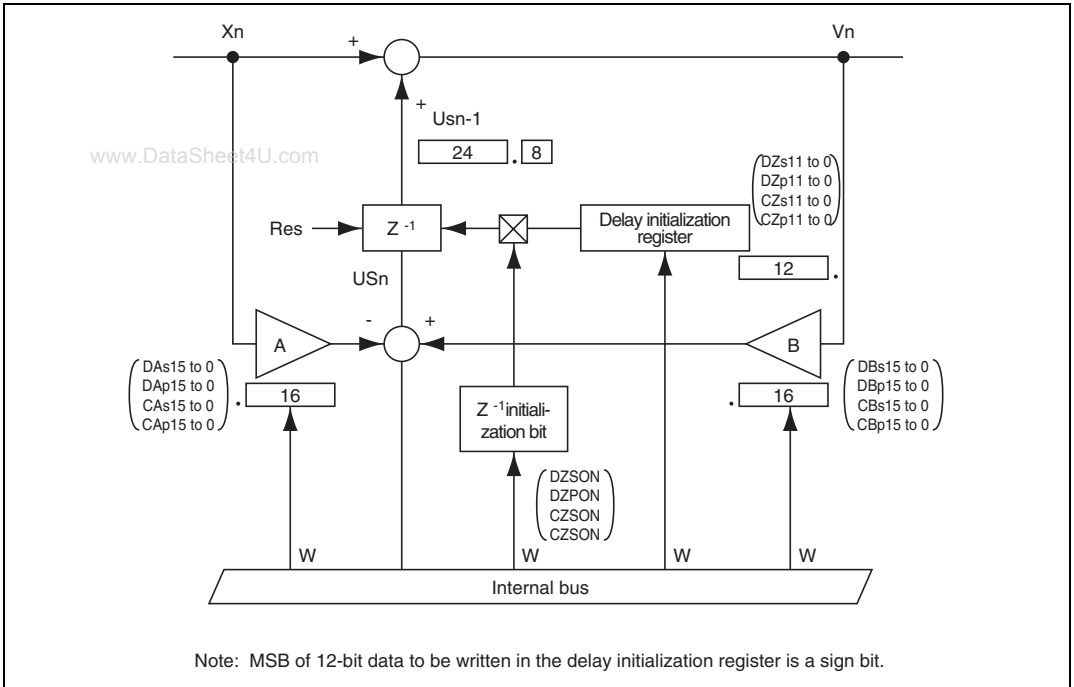 Xn
Vn
+
+
Usn-1
www.DataSheet4U.com
24 . 8
DZs11 to 0
DZp11 to 0
CZs11 to 0
CZp11 to 0
Res
Z -1
Delay initialization
register
12 .
USn
-
+
A
B
DAs15 to 0
DAp15 to 0
CAs15 to 0
CAp15 to 0
. 16
Z -1 initiali-
zation bit
. 16
DBs15 to 0
DBp15 to 0
CBs15 to 0
CBp15 to 0
DZSON
DZPON
CZSON
CZSON
W
W
W
W
Internal bus
Note: MSB of 12-bit data to be written in the delay initialization register is a sign bit.